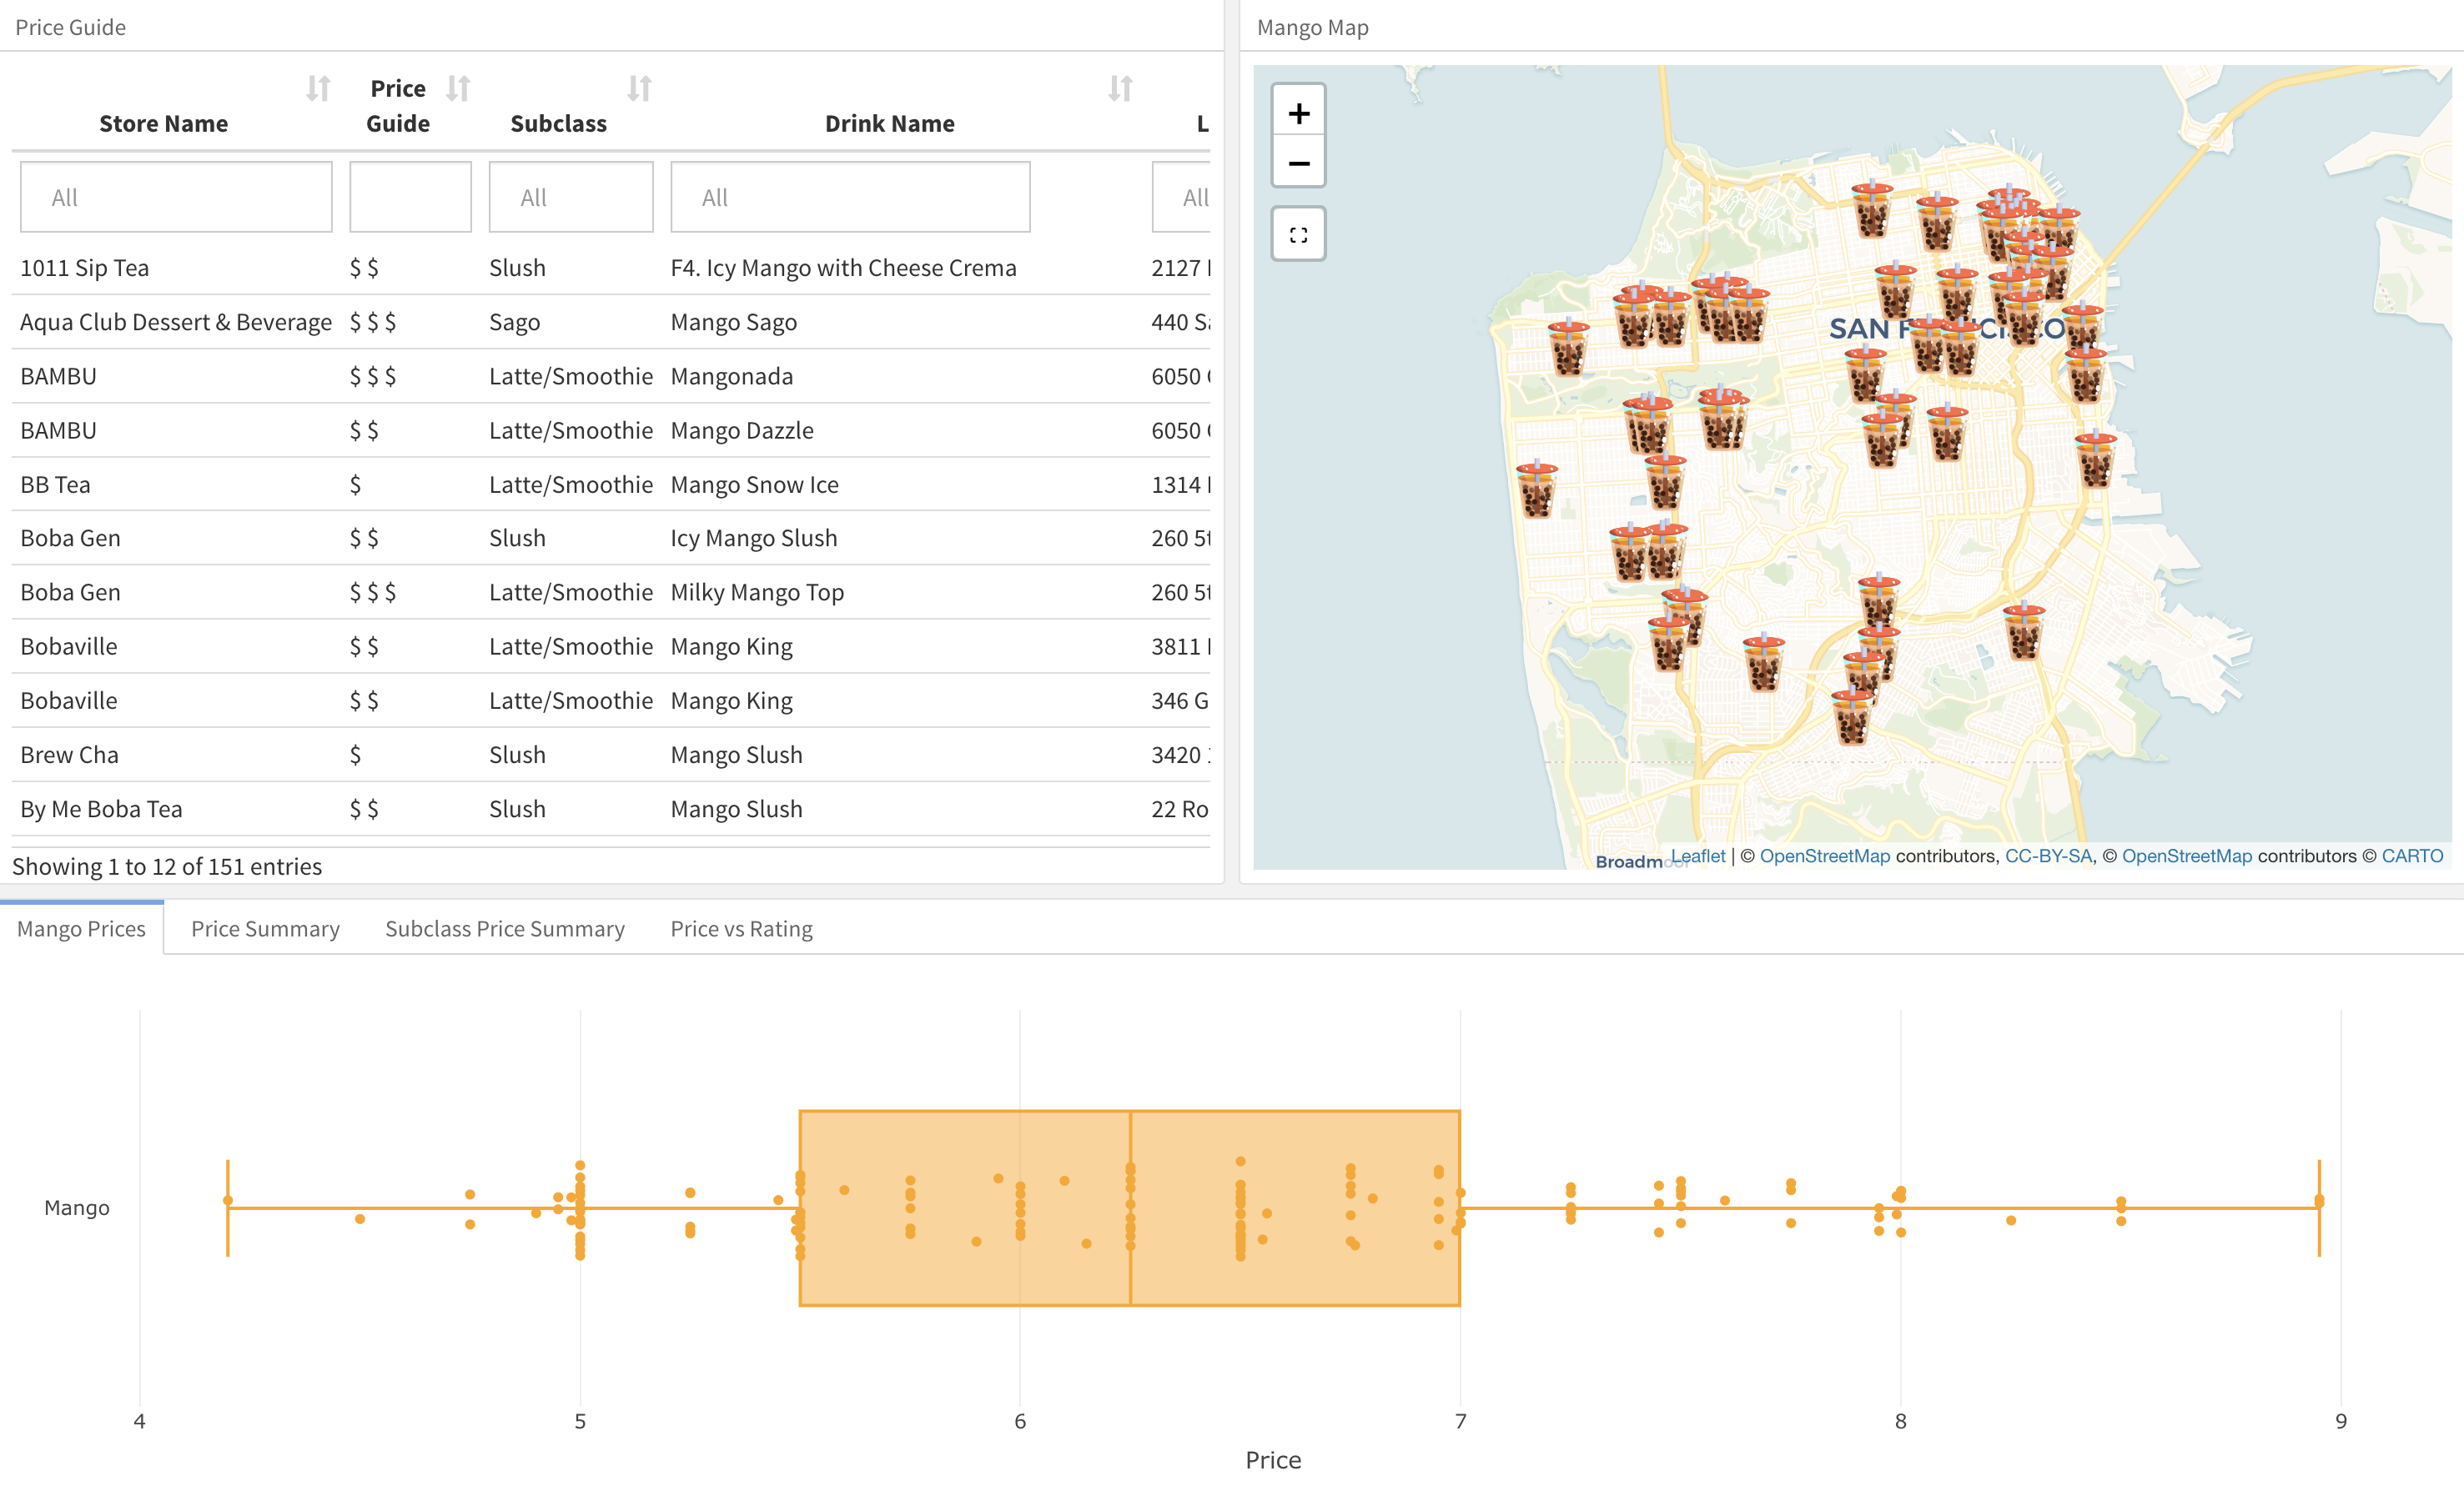 Price Guide
Store Name Price Guide Subclass Drink Name L
All All All All
1011 Sip Tea $ $ Slush F4. Icy Mango with Cheese Crema 2127
Aqua Club Dessert & Beverage $ $ $ Sago Mango Sago 440
BAMBU $ $ $ Latte/Smoothie Mangonada 6050
BAMBU $ $ Latte/Smoothie Mango Dazzle 6050
BB Tea $ Latte/Smoothie Mango Snow Ice 1314
Boba Gen $ $ Slush Icy Mango Slush 260
Boba Gen $ $ $ Latte/Smoothie Milky Mango Top 260
Bobaville $ $ Latte/Smoothie Mango King 3811
Bobaville $ $ Latte/Smoothie Mango King 346 G
Brew Cha $ Slush Mango Slush 3420
By Me Boba Tea $ $ Slush Mango Slush 22 Ro
Showing 1 to 12 of 151 entries
Mango Map
+
−
SAN
Leaflet | © OpenStreetMap contributors, CC-BY-SA, © OpenStreetMap contributors © CARTO
Mango Prices Price Summary Subclass Price Summary Price vs Rating
Mango
4 5 6 7 8 9
Price